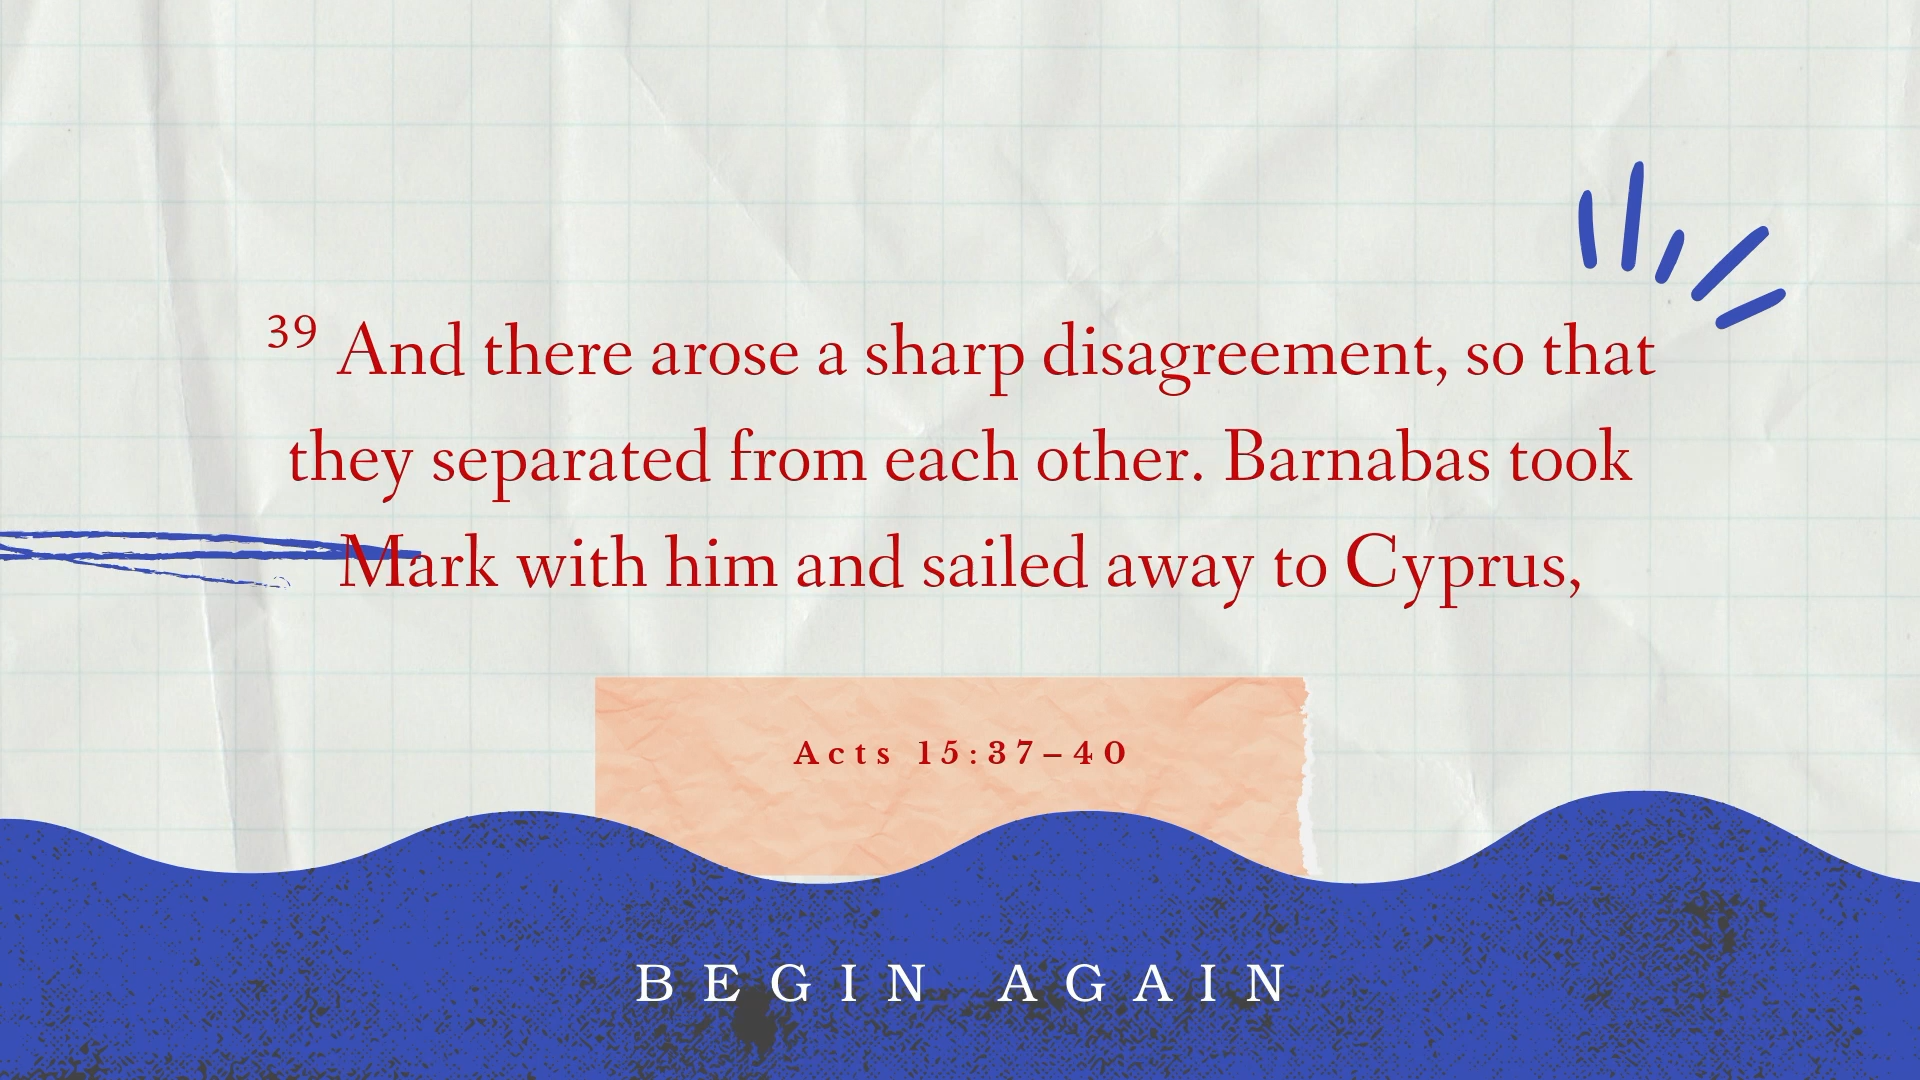 39 And there arose a sharp disagreement, so that
they separated from each other. Barnabas took
Mark with him and sailed away to Cyprus,
Acts 15:37–40
BEGIN AGAIN